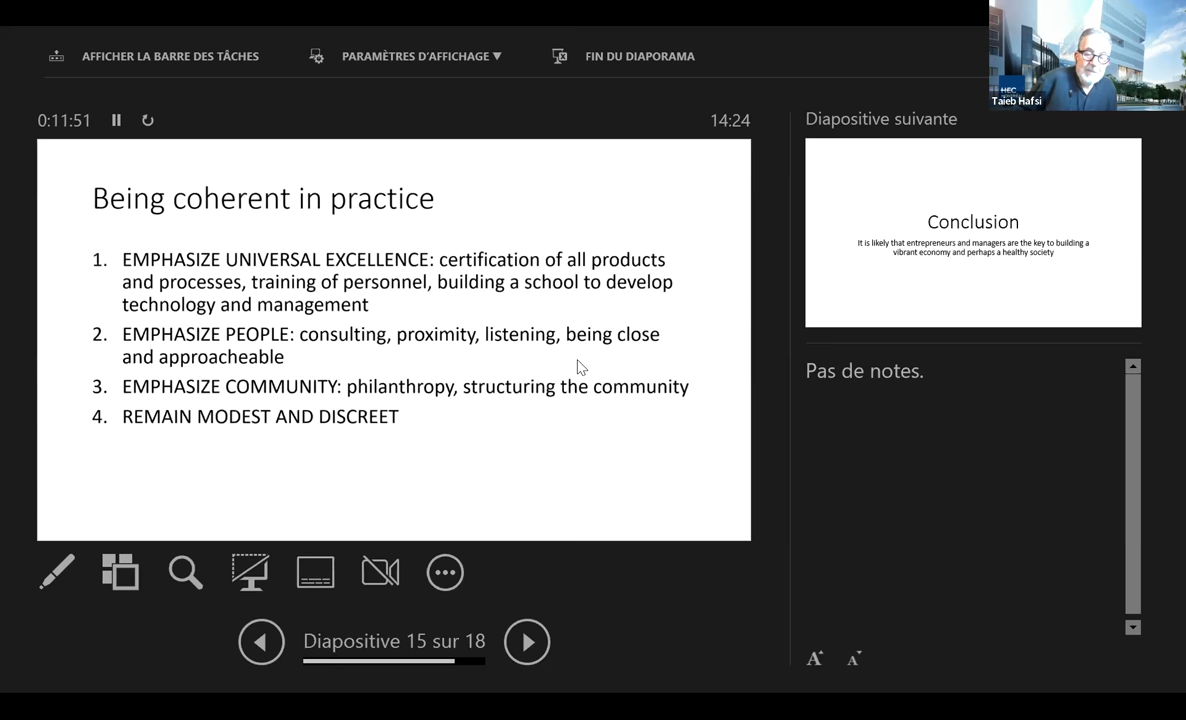 AFFICHER LA BARRE DES TÂCHES
PARAMÈTRES D'AFFICHAGE ▼
FIN DU DIAPORAMA
HEC
Taieb Hafsi
0:11:51
14:24
Diapositive suivante
Being coherent in practice
1. EMPHASIZE UNIVERSAL EXCELLENCE: certification of all products
and processes, training of personnel, building a school to develop
technology and management
2. EMPHASIZE PEOPLE: consulting, proximity, listening, being close
and approacheable
3. EMPHASIZE COMMUNITY: philanthropy, structuring the community
4. REMAIN MODEST AND DISCREET
Conclusion
It is likely that entrepreneurs and managers are the key to building a
vibrant economy and perhaps a healthy society
Pas de notes.
Diapositive 15 sur 18
A A